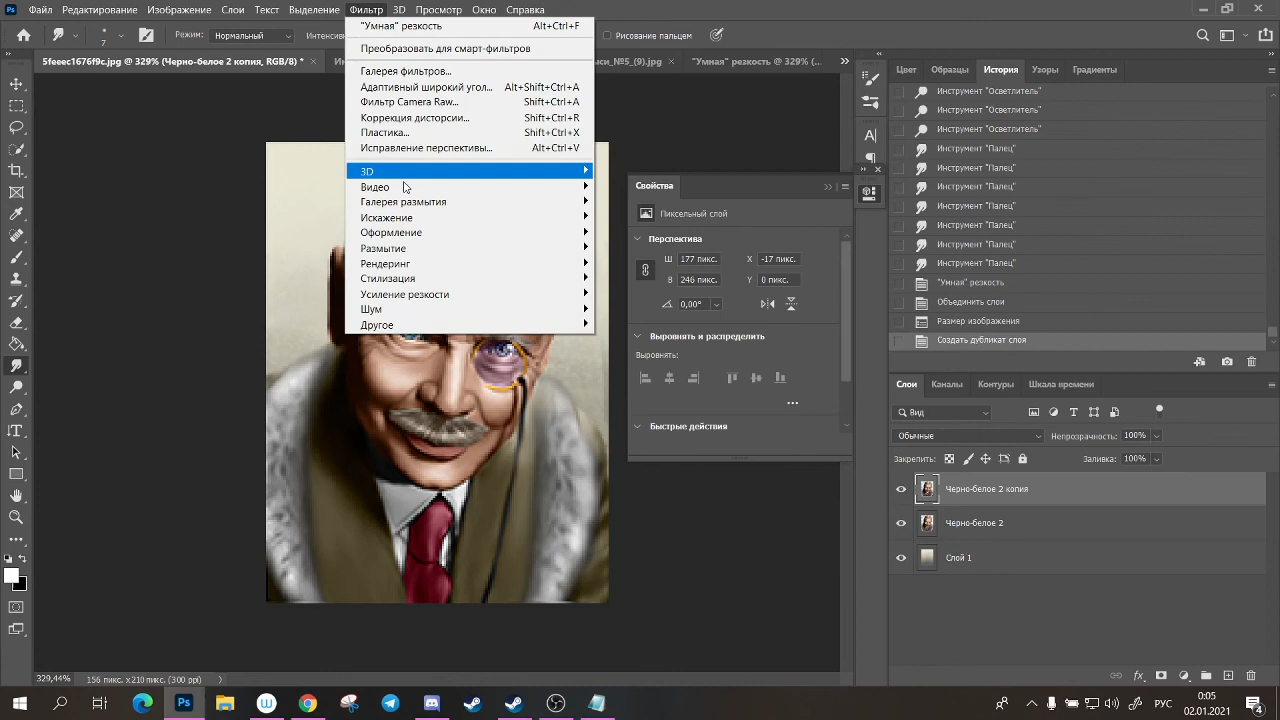 Файл Редактирование Изображение Слои Текст Выделение Фильтр 3D Просмотр Окно Справка
7 Режим: Нормальный Рисование пальцем
5feeec1676f9c.jpg @ 329% (Черно-белое 2 копия, RGB/8) *
"Умная" резкость @ 329%
"Умная" резкость Alt+Ctrl+F
Преобразовать для смарт-фильтров
Галерея фильтров...
Адаптивный широкий угол... Alt+Shift+Ctrl+A
Фильтр Camera Raw... Shift+Ctrl+A
Коррекция дисторсии... Shift+Ctrl+R
Пластика... Shift+Ctrl+X
Исправление перспективы... Alt+Ctrl+V
3D
Видео
Галерея размытия
Искажение
Оформление
Размытие
Рендеринг
Стилизация
Усиление резкости
Шум
Другое
Свойства
Пиксельный слой
Перспектива
Ш 177 пикс. X -17 пикс.
В 246 пикс. Y 0 пикс.
0,00°
Выровнять и распределить
Выровнять:
Быстрые действия
Цвет Образцы История Узоры Градиенты
Инструмент "Осветлитель"
Инструмент "Осветлитель"
Инструмент "Осветлитель"
Инструмент "Палец"
Инструмент "Палец"
Инструмент "Палец"
Инструмент "Палец"
Инструмент "Палец"
Инструмент "Палец"
Инструмент "Палец"
"Умная" резкость
Объединить слои
Размер изображения
Создать дубликат слоя
Слои Каналы Контуры Шкала времени
Вид
Обычные Непрозрачность: 100%
Закрепить: Заливка: 100%
Черно-белое 2 копия
Черно-белое 2
Слой 1
329,44% 156 пикс. x 210 пикс. (300 ppi)
РУС 0:05
02.01.2021
4